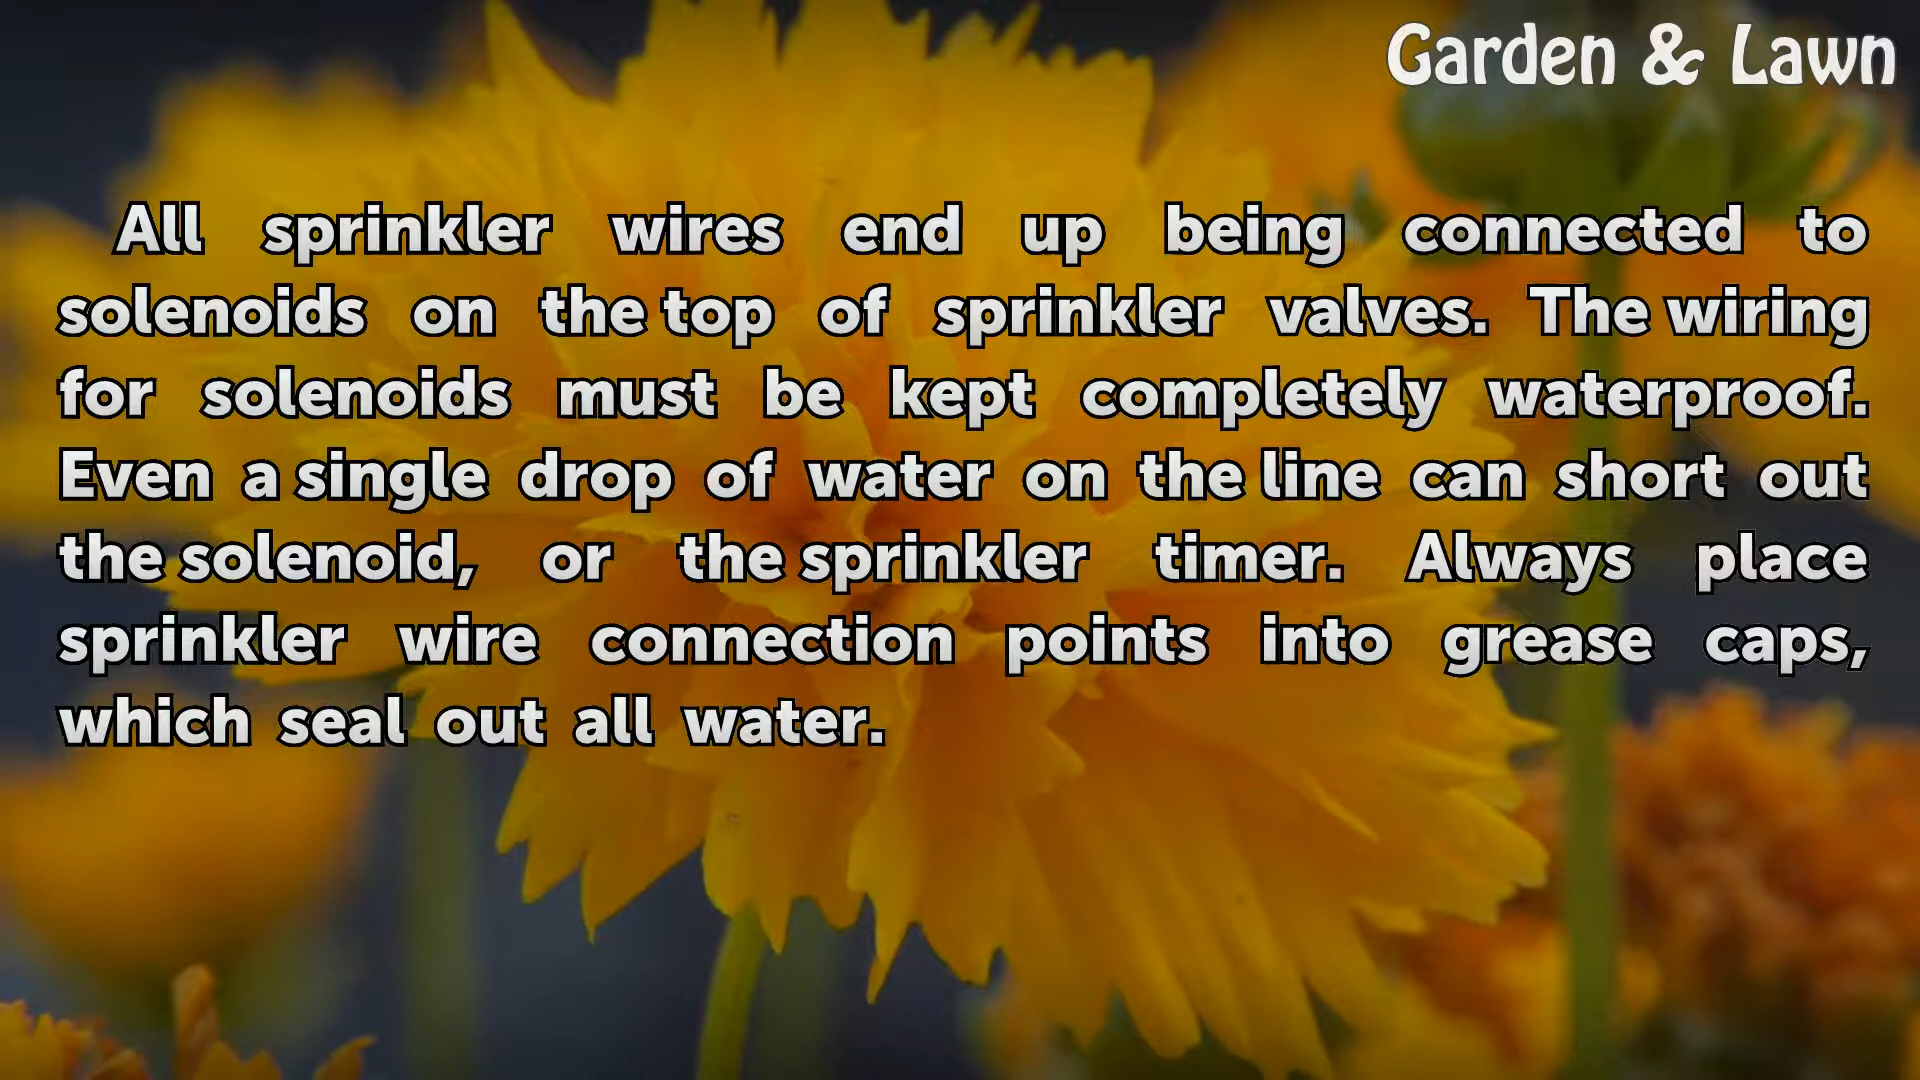 Garden & Lawn
All sprinkler wires end up being connected to
solenoids on the top of sprinkler valves. The wiring
for solenoids must be kept completely waterproof.
Even a single drop of water on the line can short out
the solenoid, or the sprinkler timer. Always place
sprinkler wire connection points into grease caps,
which seal out all water.